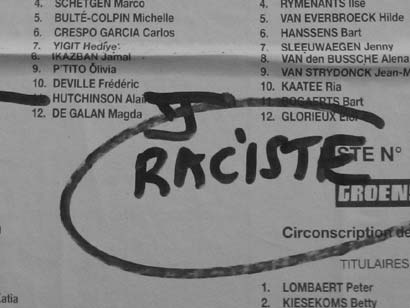 4. SCHETGEN Marco
5. BULTÉ-COLPIN Michelle
6. CRESPO GARCIA Carlos
7. YIGIT Hediye
8. IKAZBAN Jamal
9. P'TITO Ôlivia
10. DEVILLE Frédéric
11. HUTCHINSON Alain
12. DE GALAN Magda
4. RYMENANTS Ilse
5. VAN EVERBROECK Hilde
6. HANSSENS Bart
7. SLEEUWAEGEN Jenny
8. VAN den BUSSCHE Alena
9. VAN STRYDONCK Jean-M
10. KAATEE Ria
11. BOGAERTS Bart
12. GLORIEUX
RACISTE
STE N°
GROEN
Circonscription de
TITULAIRES
1. LOMBAERT Peter
2. KIESEKOMS Betty
Katia